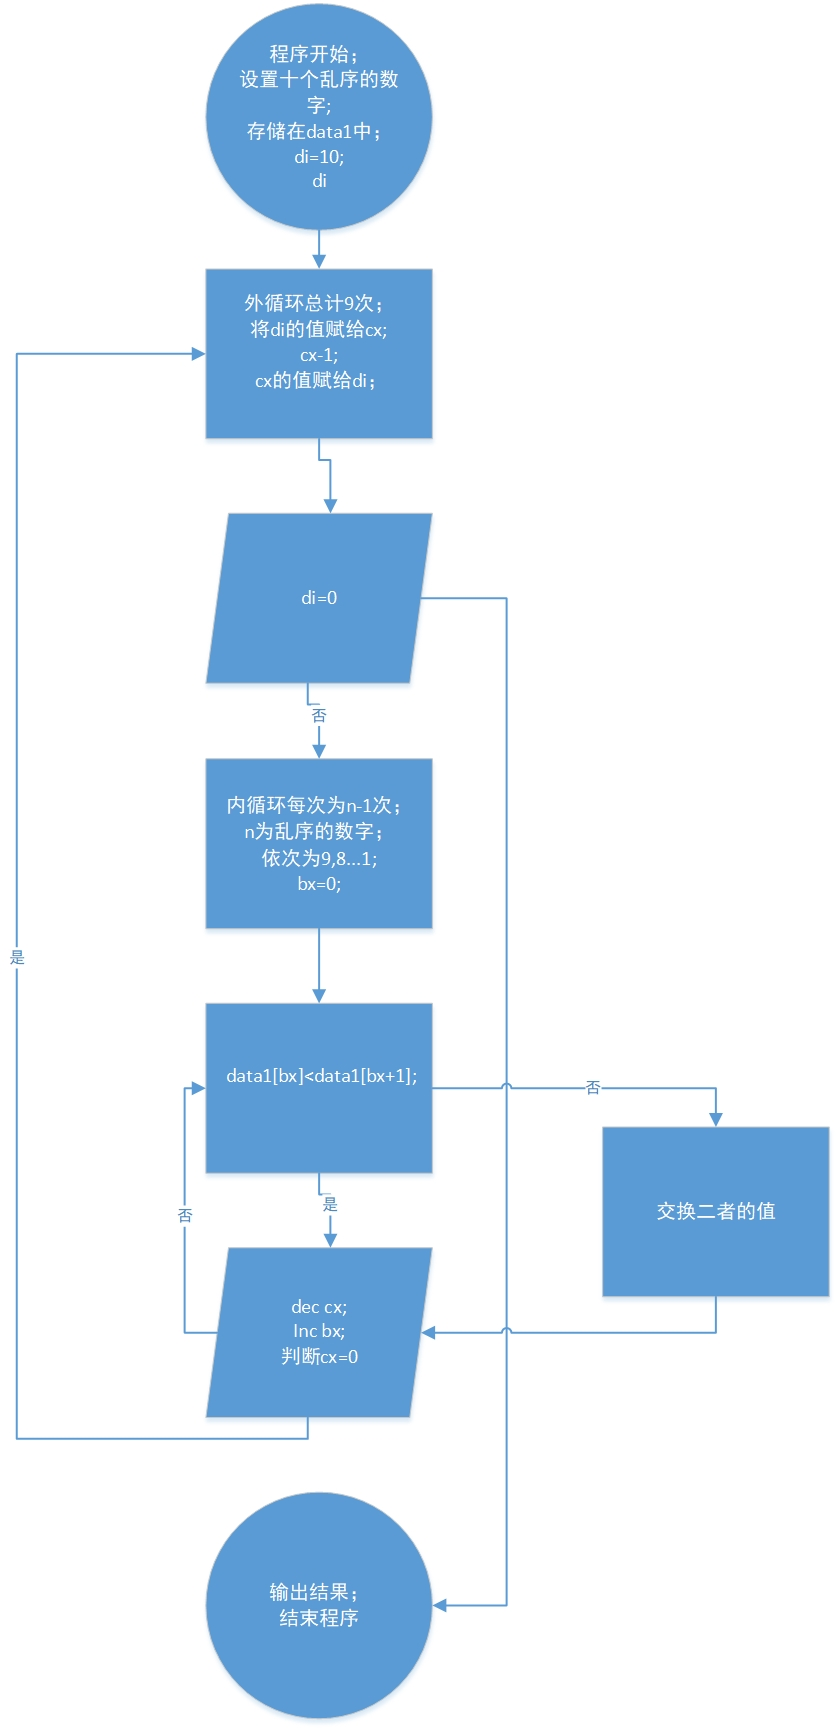 程序开始；
设置十个乱序的数
字;
存储在data1中；
di=10;
di
外循环总计9次；
将di的值赋给cx;
cx-1;
cx的值赋给di；
di=0
否
内循环每次为n-1次；
n为乱序的数字；
依次为9,8...1;
bx=0;
是
data1[bx]<data1[bx+1];
否
是
否
交换二者的值
dec cx;
Inc bx;
判断cx=0
输出结果；
结束程序